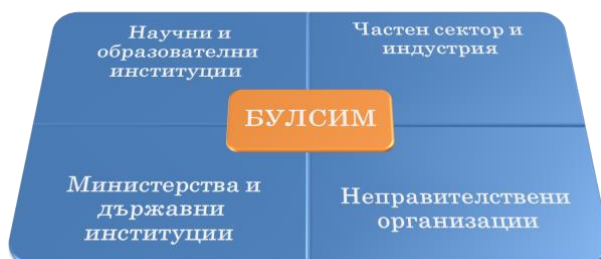 Научни и
образователни
институции
Частен сектор и
индустрия
БУЛСИМ
Министерства и
държавни
институции
Неправителствени
организации